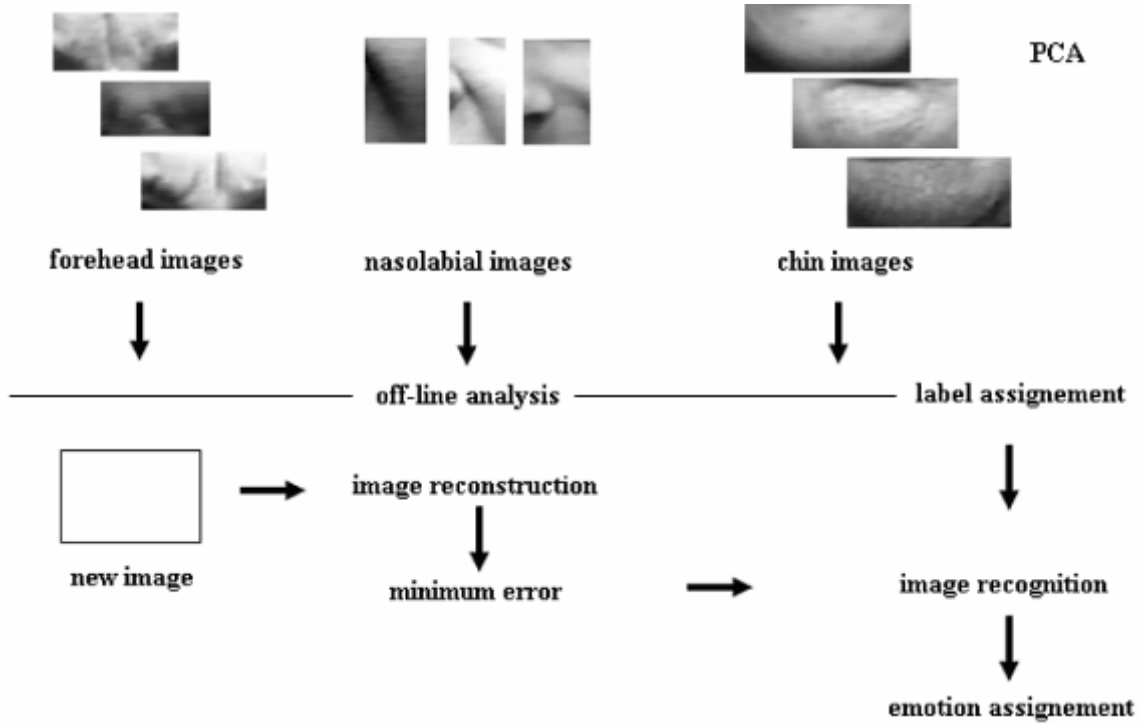 PCA
forehead images
nasolabial images
chin images
off-line analysis
label assignement
image reconstruction
new image
minimum error
image recognition
emotion assignement